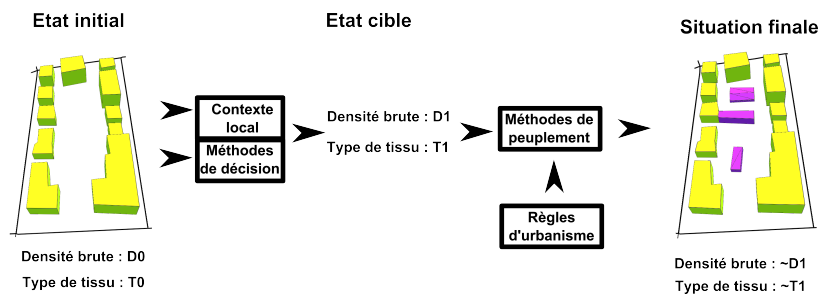 Etat initial
Etat cible
Situation finale
Contexte
local
Méthodes
de décision
Densité brute : D1
Type de tissu : T1
Méthodes de
peuplement
Règles
d'urbanisme
Densité brute : D0
Type de tissu : T0
Densité brute : ~D1
Type de tissu : ~T1